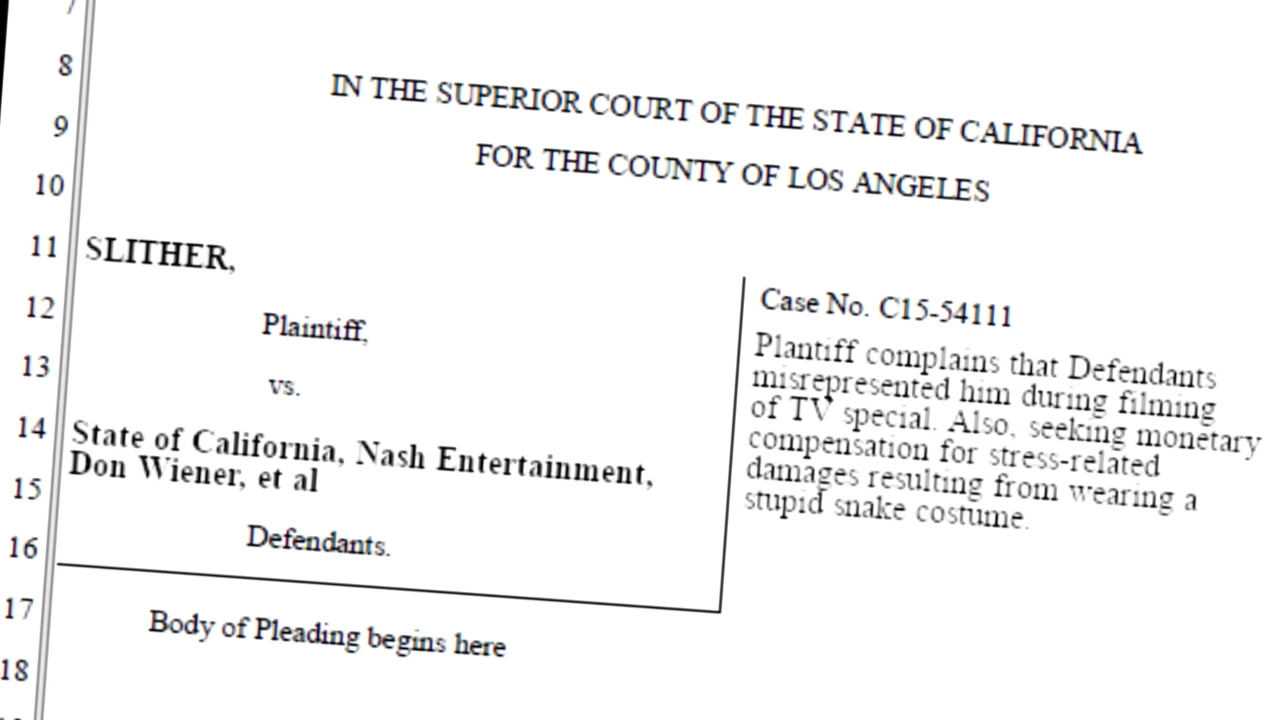 8
IN THE SUPERIOR COURT OF THE STATE OF CALIFORNIA
9
FOR THE COUNTY OF LOS ANGELES
10
11 SLITHER,
12 Plaintiff,
13 vs.
14 State of California, Nash Entertainment,
Don Wiener, et al
15
16 Defendants.
Case No. C15-54111
Plantiff complains that Defendants
misrepresented him during filming
of TV special. Also, seeking monetary
compensation for stress-related
damages resulting from wearing a
stupid snake costume.
17 Body of Pleading begins here
18